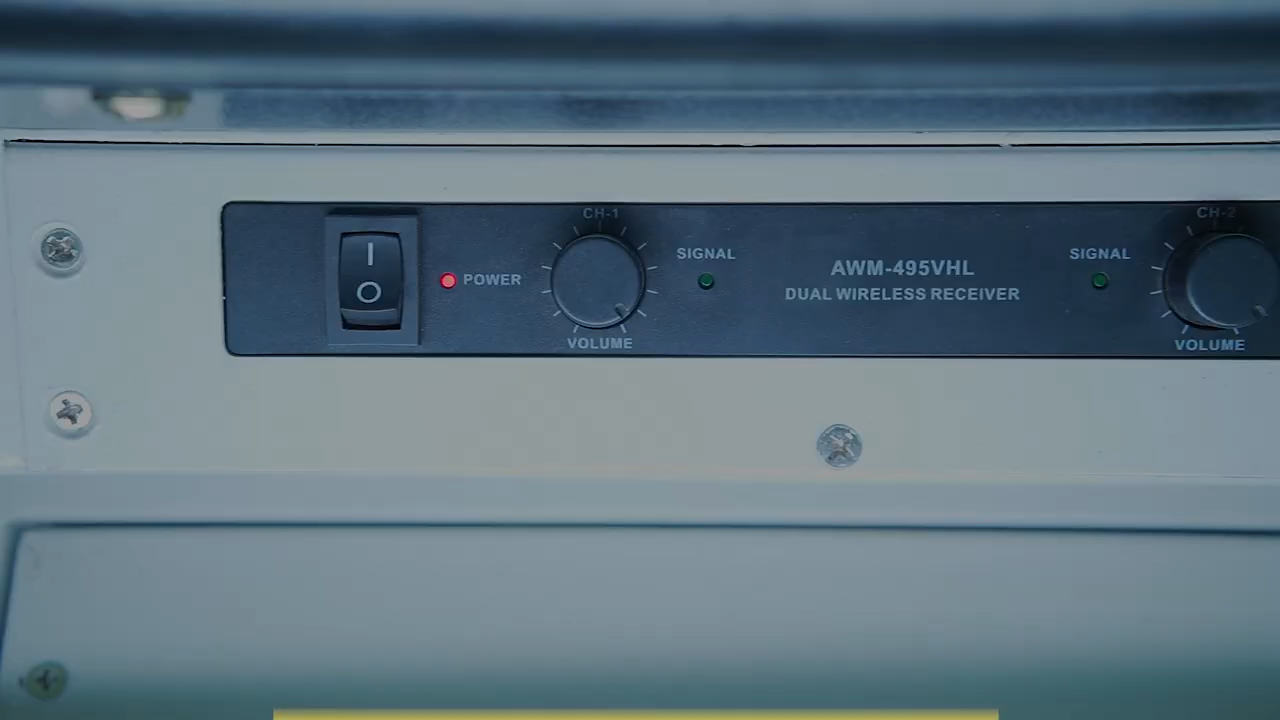 CH-1
CH-2
I
O
POWER
SIGNAL
AWM-495VHL
DUAL WIRELESS RECEIVER
SIGNAL
VOLUME
VOLUME